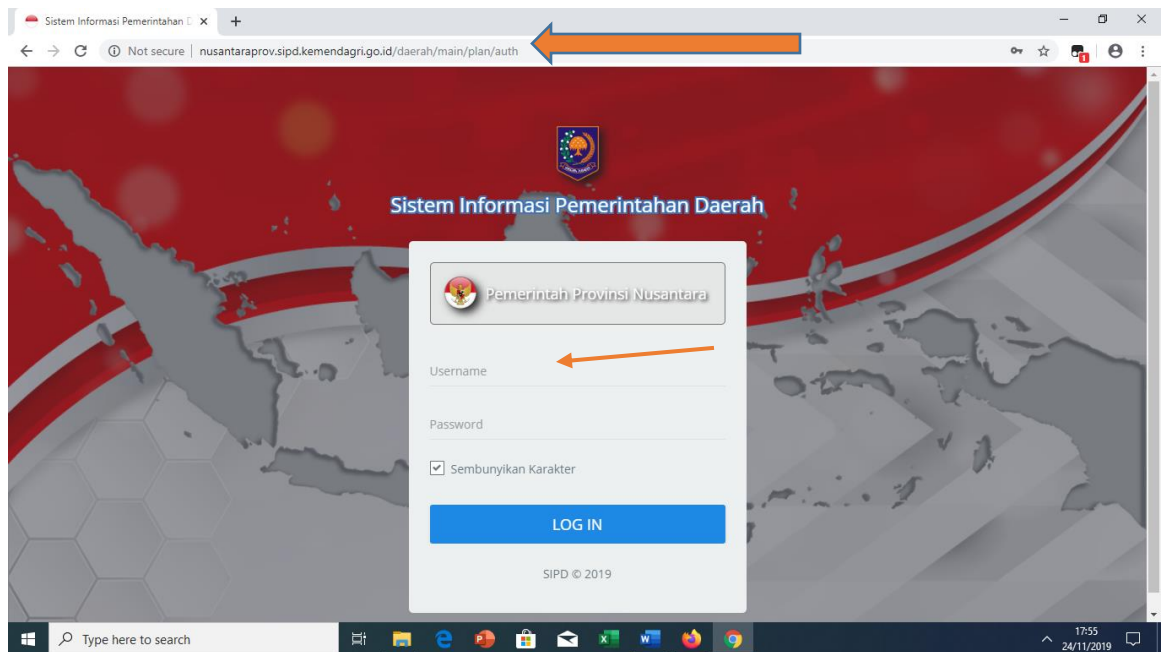 Sistem Informasi Pemerintahan D
Not secure | nusantaraprov.sipd.kemendagri.go.id/daerah/main/plan/auth
1
Sistem Informasi Pemerintahan Daerah
Pemerintah Provinsi Nusantara
Username
Password
Sembunyikan Karakter
LOG IN
SIPD © 2019
Type here to search
17:55
24/11/2019